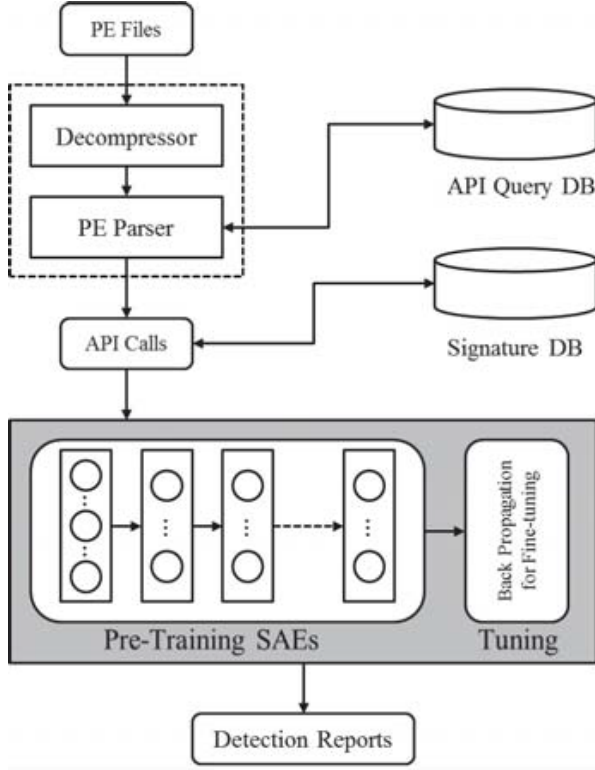 PE Files
Decompressor
PE Parser
API Query DB
API Calls
Signature DB
Back Propagation
for Fine-tuning
Pre-Training SAEs
Tuning
Detection Reports